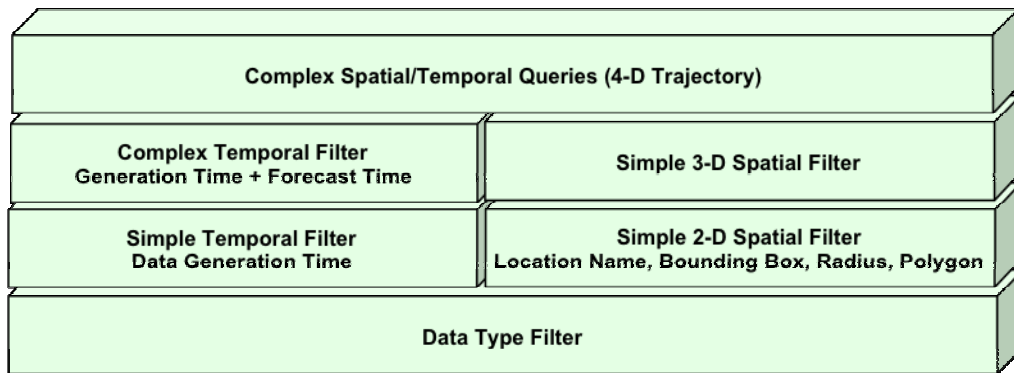 Complex Spatial/Temporal Queries (4-D Trajectory)
Complex Temporal Filter
Generation Time + Forecast Time
Simple 3-D Spatial Filter
Simple Temporal Filter
Data Generation Time
Simple 2-D Spatial Filter
Location Name, Bounding Box, Radius, Polygon
Data Type Filter